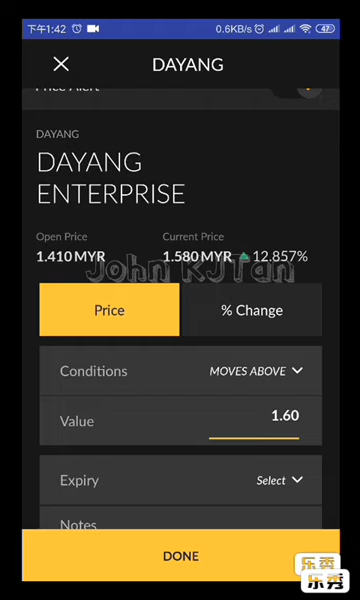 下午1:42 0.6KB/s 47
DAYANG
Price Alert
DAYANG
DAYANG
ENTERPRISE
Open Price Current Price
1.410 MYR 1.580 MYR 12.857%
John KJTan
Price % Change
Conditions MOVES ABOVE
Value 1.60
Expiry Select
Notes
DONE
乐秀
乐秀